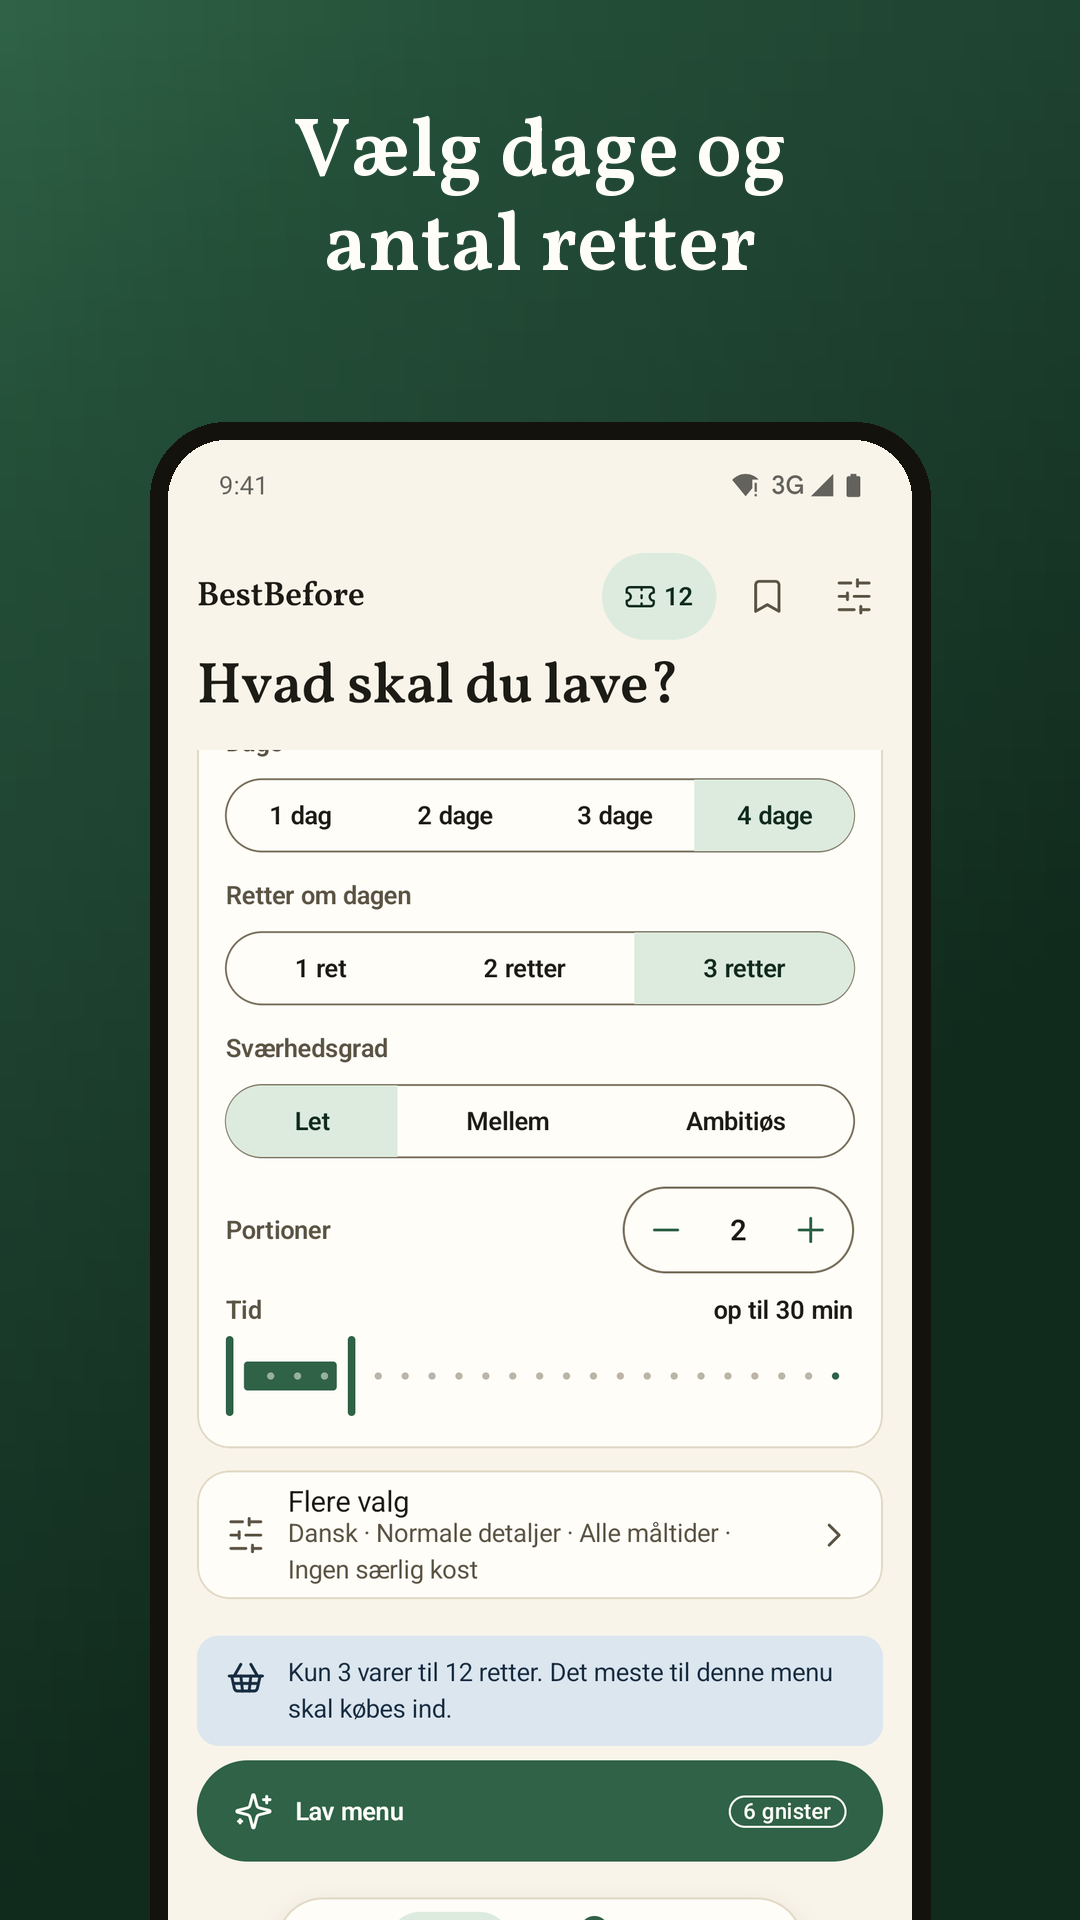 Vælg dage og
antal retter
9:41
3G
BestBefore
12
Hvad skal du lave?
1 dag 2 dage 3 dage 4 dage
Retter om dagen
1 ret 2 retter 3 retter
Sværhedsgrad
Let Mellem Ambitiøs
Portioner 2
Tid op til 30 min
Flere valg
Dansk · Normale detaljer · Alle måltider ·
Ingen særlig kost
Kun 3 varer til 12 retter. Det meste til denne menu
skal købes ind.
Lav menu 6 gnister